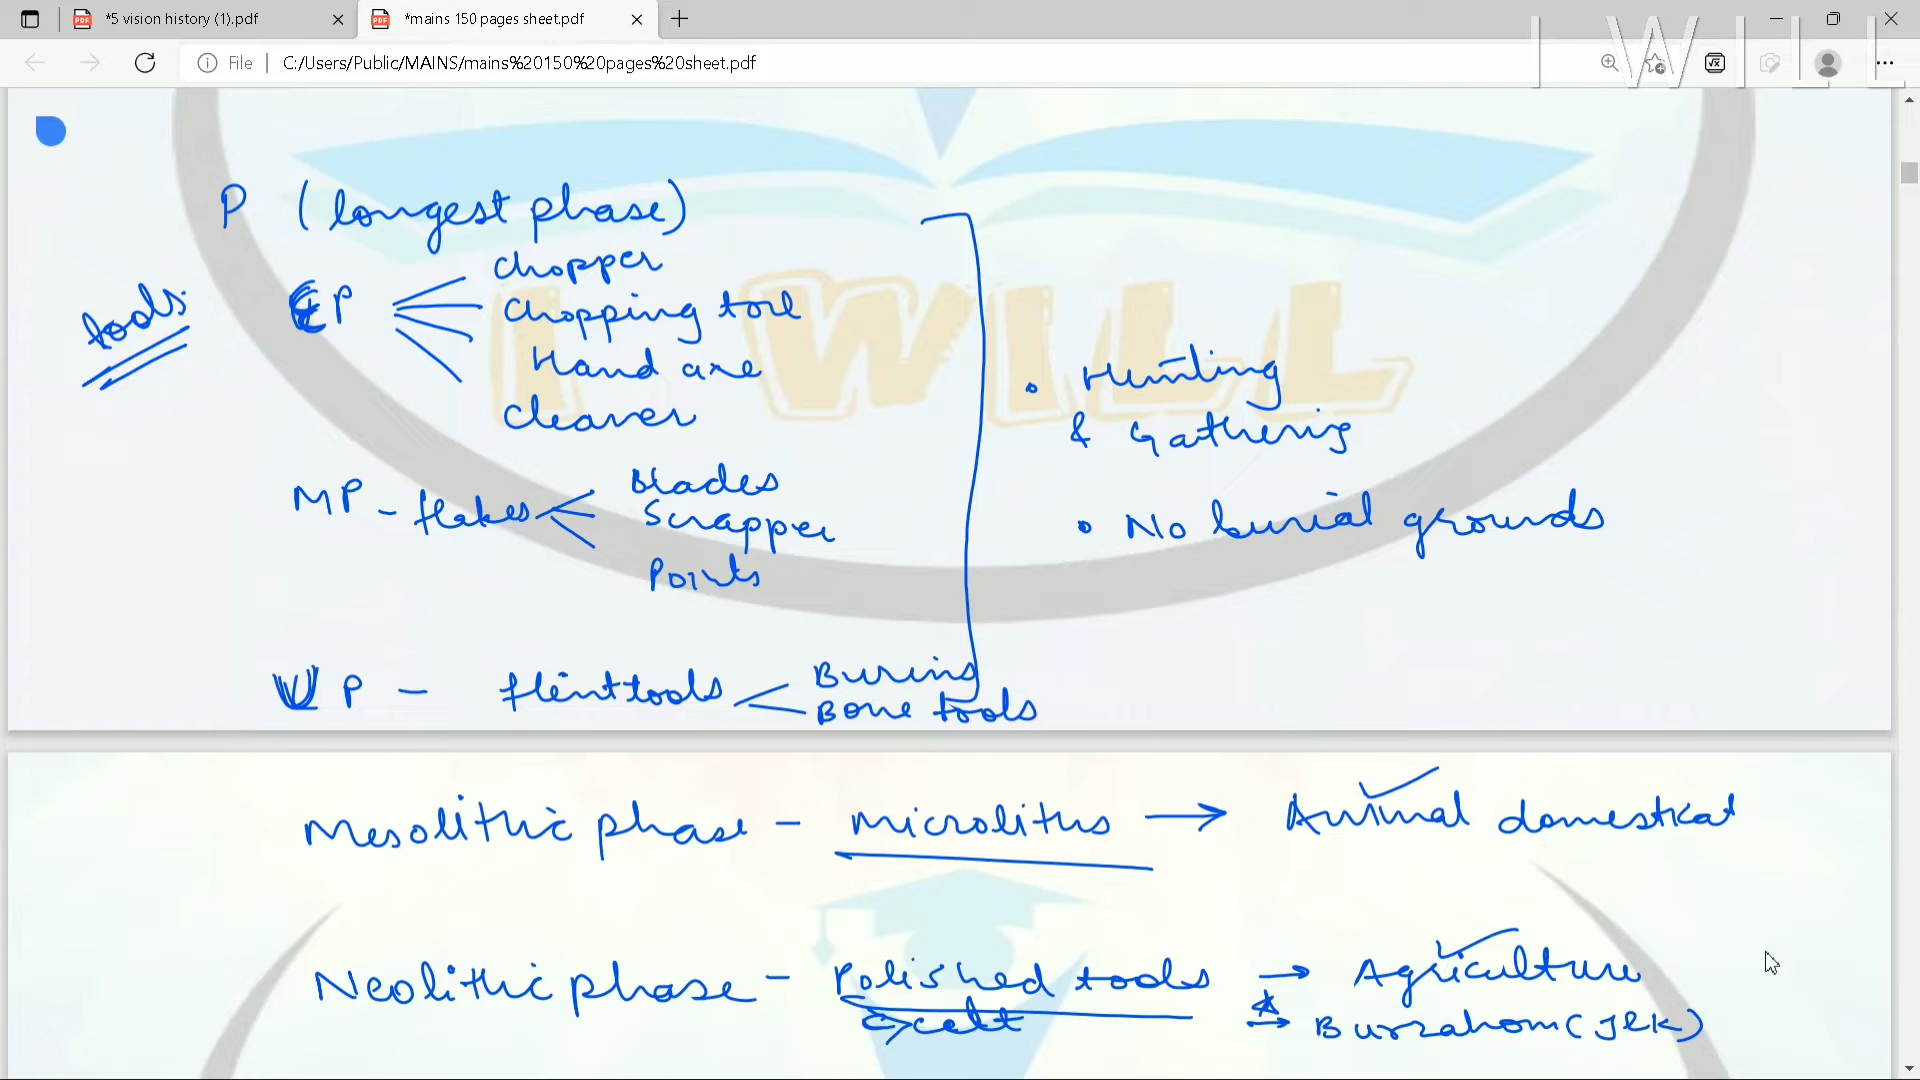 *5 vision history (1).pdf
*mains 150 pages sheet.pdf
File | C:/Users/Public/MAINS/mains%20150%20pages%20sheet.pdf
I WILL
I WILL
P (longest phase)
tools
P
chopper
chopping tool
Hand axe
cleaver
MP - flakes
Blades
Scrapper
Points
UP - flint tools
Burins
Bone tools
• Hunting
& Gathering
• No burial grounds
Mesolithic phase - microliths → Animal domesticat
Neolithic phase - Polished tools → Agriculture
celt
→ Burzahom (J&K)